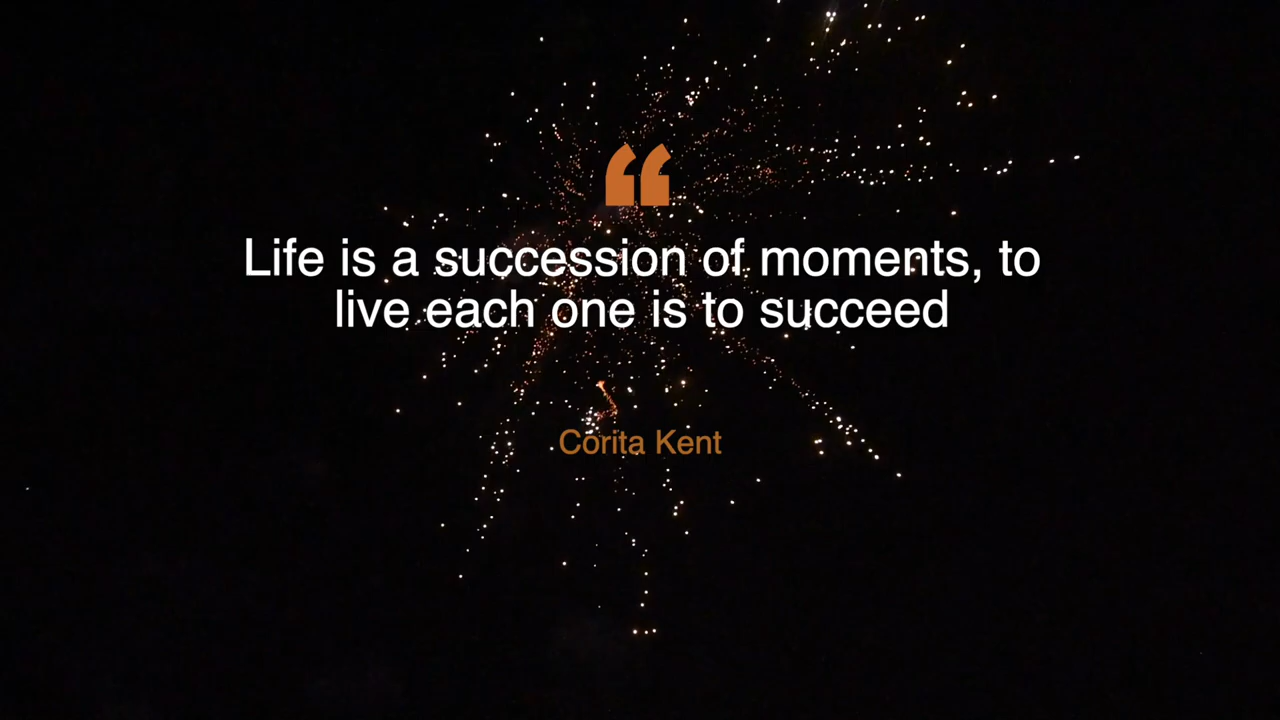 “
Life is a succession of moments, to
live each one is to succeed
Corita Kent